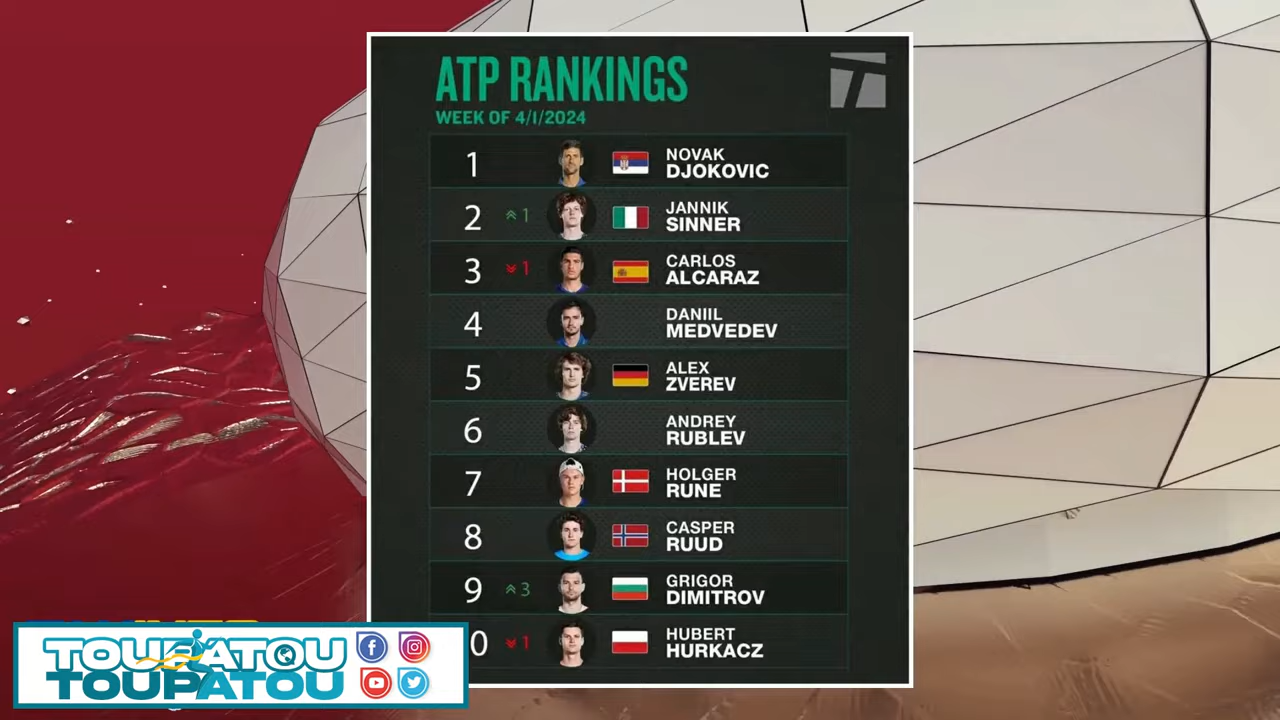 ATP RANKINGS
WEEK OF 4/1/2024
1 NOVAK DJOKOVIC
2 1 JANNIK SINNER
3 1 CARLOS ALCARAZ
4 DANIIL MEDVEDEV
5 ALEX ZVEREV
6 ANDREY RUBLEV
7 HOLGER RUNE
8 CASPER RUUD
9 3 GRIGOR DIMITROV
0 1 HUBERT HURKACZ
TOUPATOU
TOUPATOU